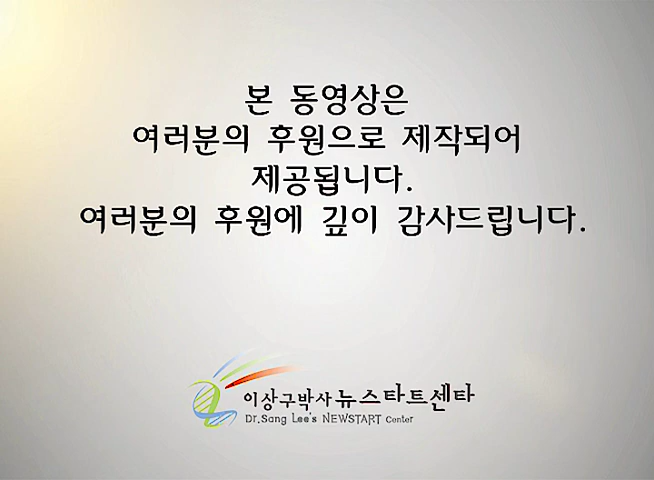 본 동영상은
여러분의 후원으로 제작되어
제공됩니다.
여러분의 후원에 깊이 감사드립니다.
이상구박사 뉴스타트센타
Dr.Sang Lee's NEWSTART Center